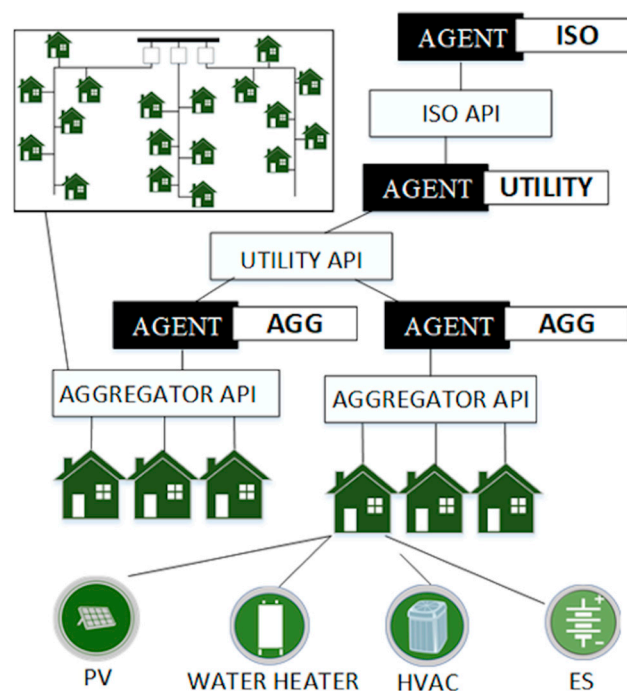 AGENT ISO
ISO API
AGENT UTILITY
UTILITY API
AGENT AGG
AGENT AGG
AGGREGATOR API
AGGREGATOR API
+
-
PV
WATER HEATER
HVAC
ES